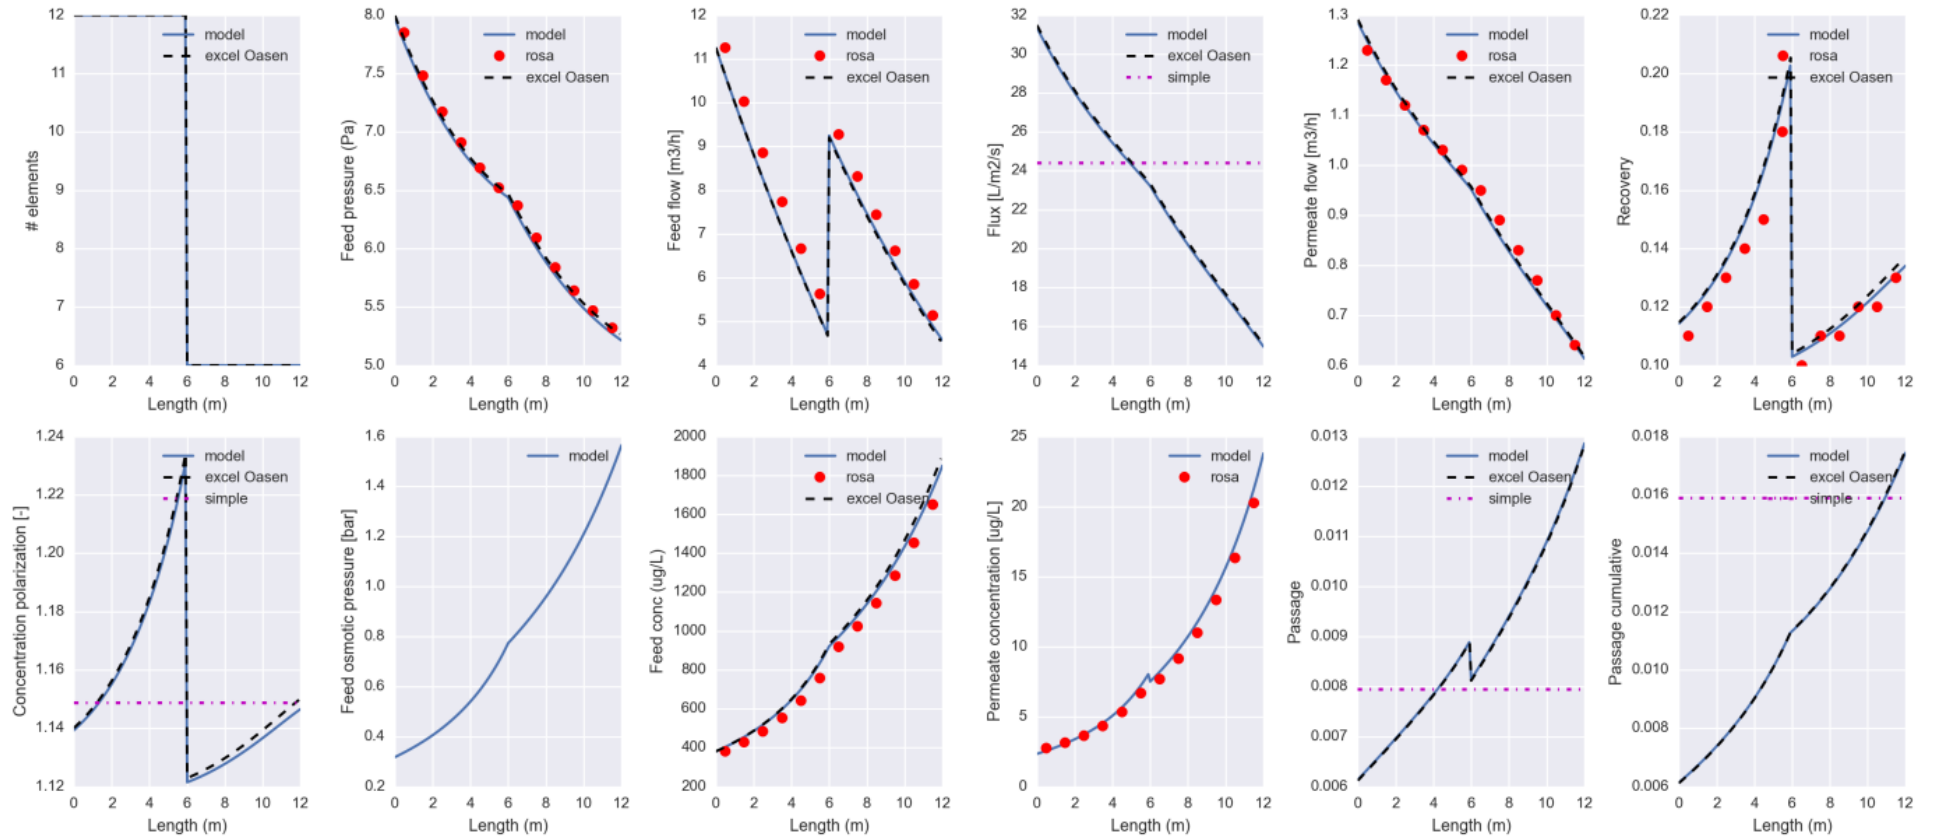 # elements
12
11
10
9
8
7
6
model
excel Oasen
0 2 4 6 8 10 12
Length (m)
Feed pressure (Pa)
8.0
7.5
7.0
6.5
6.0
5.5
5.0
model
rosa
excel Oasen
0 2 4 6 8 10 12
Length (m)
Feed flow [m3/h]
12
11
10
9
8
7
6
5
4
model
rosa
excel Oasen
0 2 4 6 8 10 12
Length (m)
Flux [L/m2/s]
32
30
28
26
24
22
20
18
16
14
model
excel Oasen
simple
0 2 4 6 8 10 12
Length (m)
Permeate flow [m3/h]
1.3
1.2
1.1
1.0
0.9
0.8
0.7
0.6
model
rosa
excel Oasen
0 2 4 6 8 10 12
Length (m)
Recovery
0.22
0.20
0.18
0.16
0.14
0.12
0.10
model
rosa
excel Oasen
0 2 4 6 8 10 12
Length (m)
Concentration polarization [-]
1.24
1.22
1.20
1.18
1.16
1.14
1.12
model
excel Oasen
simple
0 2 4 6 8 10 12
Length (m)
Feed osmotic pressure [bar]
1.6
1.4
1.2
1.0
0.8
0.6
0.4
0.2
model
0 2 4 6 8 10 12
Length (m)
Feed conc (ug/L)
2000
1800
1600
1400
1200
1000
800
600
400
200
model
rosa
excel Oasen
0 2 4 6 8 10 12
Length (m)
Permeate concentration [ug/L]
25
20
15
10
5
0
model
rosa
0 2 4 6 8 10 12
Length (m)
Passage
0.013
0.012
0.011
0.010
0.009
0.008
0.007
0.006
model
excel Oasen
simple
0 2 4 6 8 10 12
Length (m)
Passage cumulative
0.018
0.016
0.014
0.012
0.010
0.008
0.006
model
excel Oasen
simple
0 2 4 6 8 10 12
Length (m)